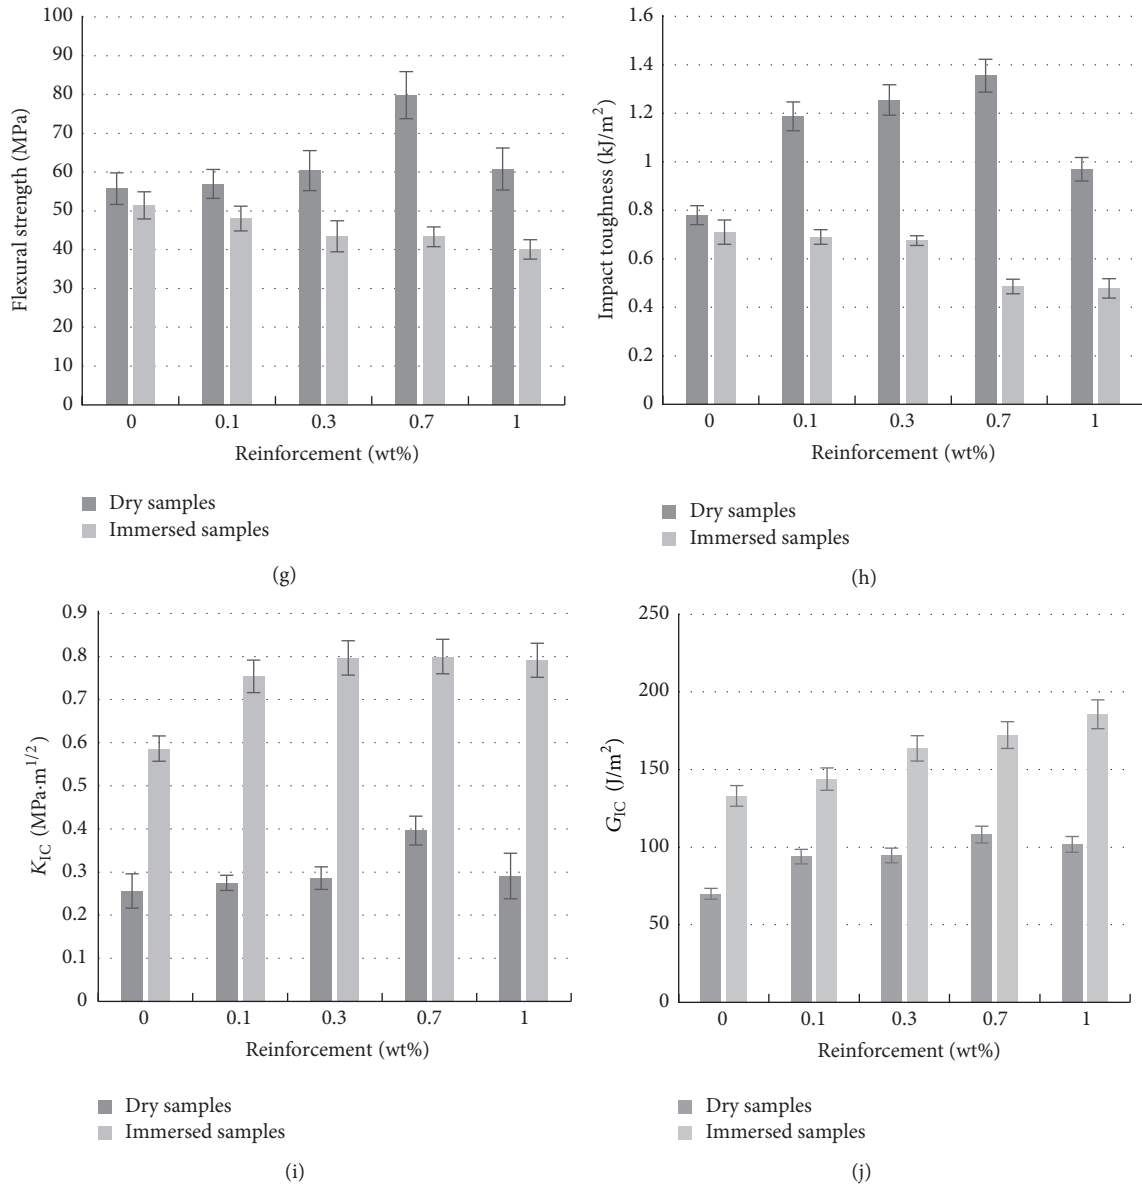 100
90
80
70
60
50
40
30
20
10
0
Flexural strength (MPa)
0 0.1 0.3 0.7 1
Reinforcement (wt%)
Dry samples
Immersed samples
(g)
1.6
1.4
1.2
1
0.8
0.6
0.4
0.2
0
Impact toughness (kJ/m²)
0 0.1 0.3 0.7 1
Reinforcement (wt%)
Dry samples
Immersed samples
(h)
0.9
0.8
0.7
0.6
0.5
0.4
0.3
0.2
0.1
0
K_IC (MPa·m^1/2)
0 0.1 0.3 0.7 1
Reinforcement (wt%)
Dry samples
Immersed samples
(i)
250
200
150
100
50
0
G_IC (J/m²)
0 0.1 0.3 0.7 1
Reinforcement (wt%)
Dry samples
Immersed samples
(j)